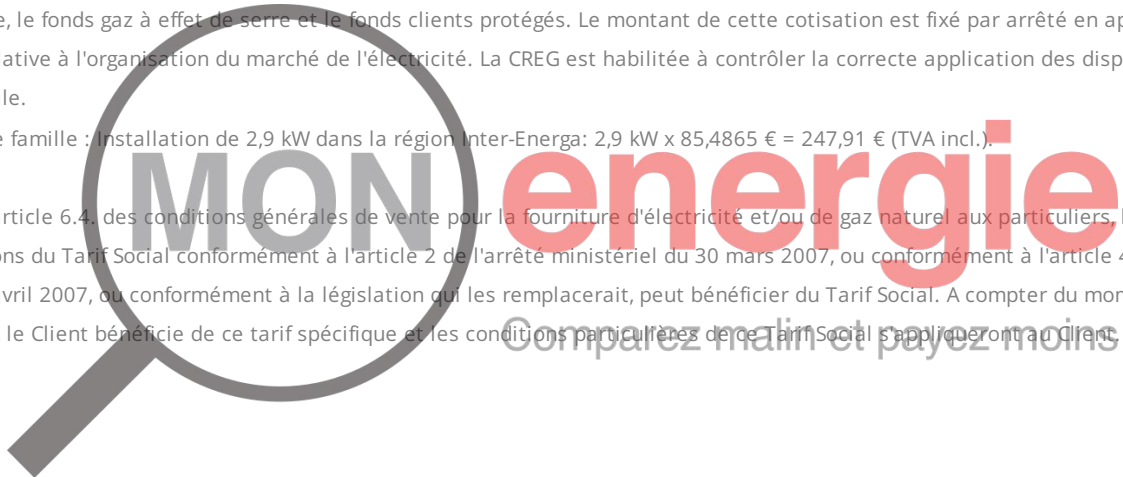 , le fonds gaz à effet de serre et le fonds clients protégés. Le montant de cette cotisation est fixé par arrêté en
ative à l'organisation du marché de l'électricité. La CREG est habilitée à contrôler la correcte application des
le.
famille : Installation de 2,9 kW dans la région Inter-Energa: 2,9 kW x 85,4865 € = 247,91 € (TVA incl.).
MON energie
rticle 6.4. des conditions générales de vente pour la fourniture d'électricité et/ou de gaz naturel aux particuliers,
ns du Tarif Social conformément à l'article 2 de l'arrêté ministériel du 30 mars 2007, ou conformément à l'article 4
vril 2007, ou conformément à la législation qui les remplacerait, peut bénéficier du Tarif Social. A compter du
le Client bénéficie de ce tarif spécifique et les conditions particulières de ce Tarif Social s'appliqueront au Client.
Comparez malin et payez moins